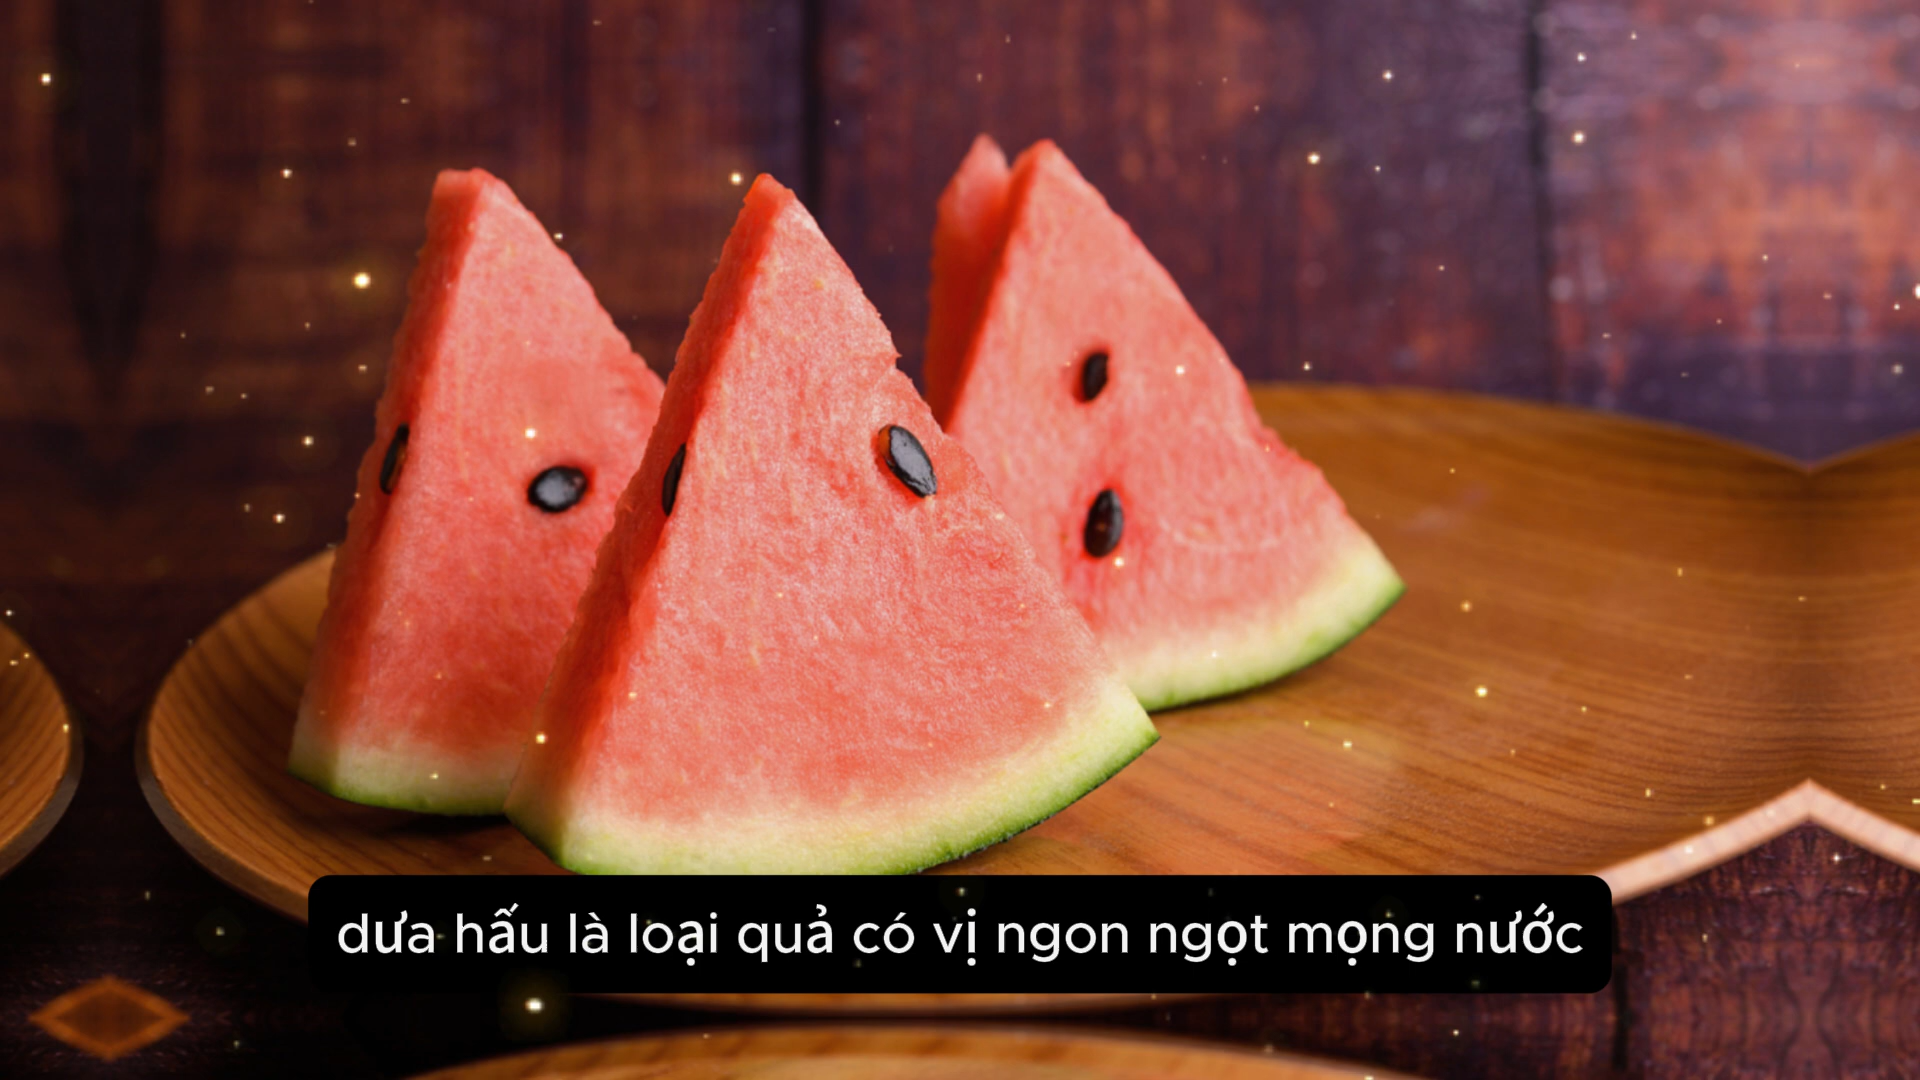 dưa hấu là loại quả có vị ngon ngọt mọng nước